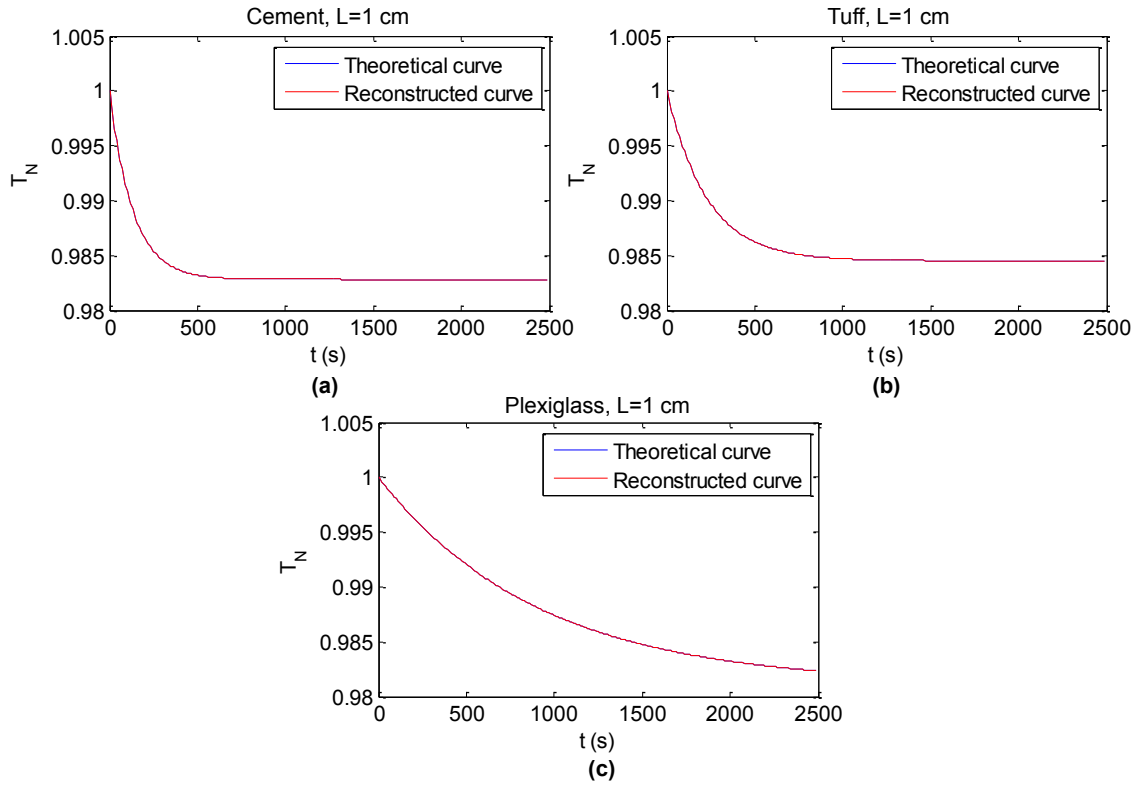 Cement, L=1 cm
1.005
1
0.995
0.99
0.985
0.98
T_N
Theoretical curve
Reconstructed curve
0 500 1000 1500 2000 2500
t (s)
(a)
Tuff, L=1 cm
1.005
1
0.995
0.99
0.985
0.98
T_N
Theoretical curve
Reconstructed curve
0 500 1000 1500 2000 2500
t (s)
(b)
Plexiglass, L=1 cm
1.005
1
0.995
0.99
0.985
0.98
T_N
Theoretical curve
Reconstructed curve
0 500 1000 1500 2000 2500
t (s)
(c)